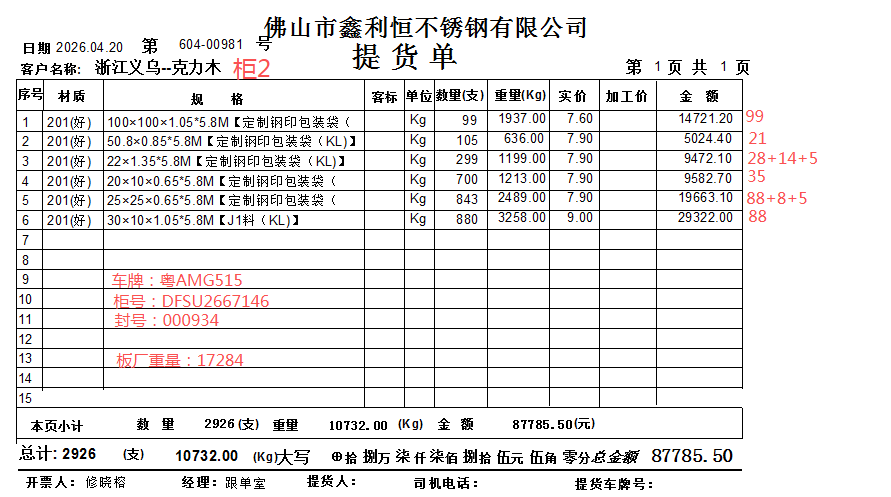 佛山市鑫利恒不锈钢有限公司
日期 2026.04.20 第 604-00981 号 提货单
客户名称: 浙江义乌--克力木 柜2 第 1 页 共 1 页
序号 材质 规 格 客标 单位 数量(支) 重量(Kg) 实价 加工价 金 额
1 201(好) 100×100×1.05*5.8M【定制钢印包装袋（ Kg 99 1937.00 7.60 14721.20 99
2 201(好) 50.8×0.85*5.8M【定制钢印包装袋（KL)】 Kg 105 636.00 7.90 5024.40 21
3 201(好) 22×1.35*5.8M【定制钢印包装袋（KL)】 Kg 299 1199.00 7.90 9472.10 28+14+5
4 201(好) 20×10×0.65*5.8M【定制钢印包装袋（ Kg 700 1213.00 7.90 9582.70 35
5 201(好) 25×25×0.65*5.8M【定制钢印包装袋（ Kg 843 2489.00 7.90 19663.10 88+8+5
6 201(好) 30×10×1.05*5.8M【J1料（KL)】 Kg 880 3258.00 9.00 29322.00 88
7
8
9 车牌：粤AMG515
10 柜号：DFSU2667146
11 封号：000934
12
13 板厂重量：17284
14
15
本页小计 数 量 2926 (支) 重量 10732.00 (Kg) 金 额 87785.50(元)
总计: 2926 (支) 10732.00 (Kg)大写 ⊕拾 捌万 柒仟 柒佰 捌拾 伍元 伍角 零分 总金额 87785.50
开票人： 修晓榕 经理： 跟单室 提货人： 司机电话： 提货车牌号：